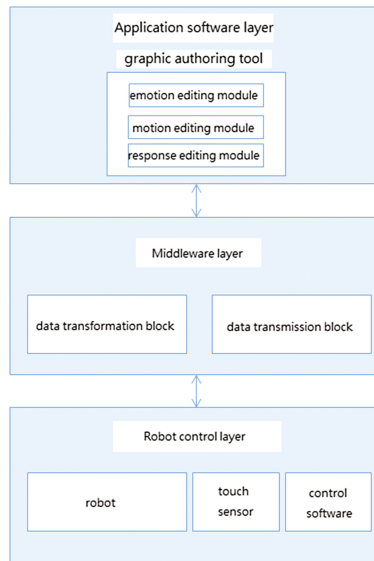 Application software layer
graphic authoring tool
emotion editing module
motion editing module
response editing module
Middleware layer
data transformation block
data transmission block
Robot control layer
robot
touch
sensor
control
software